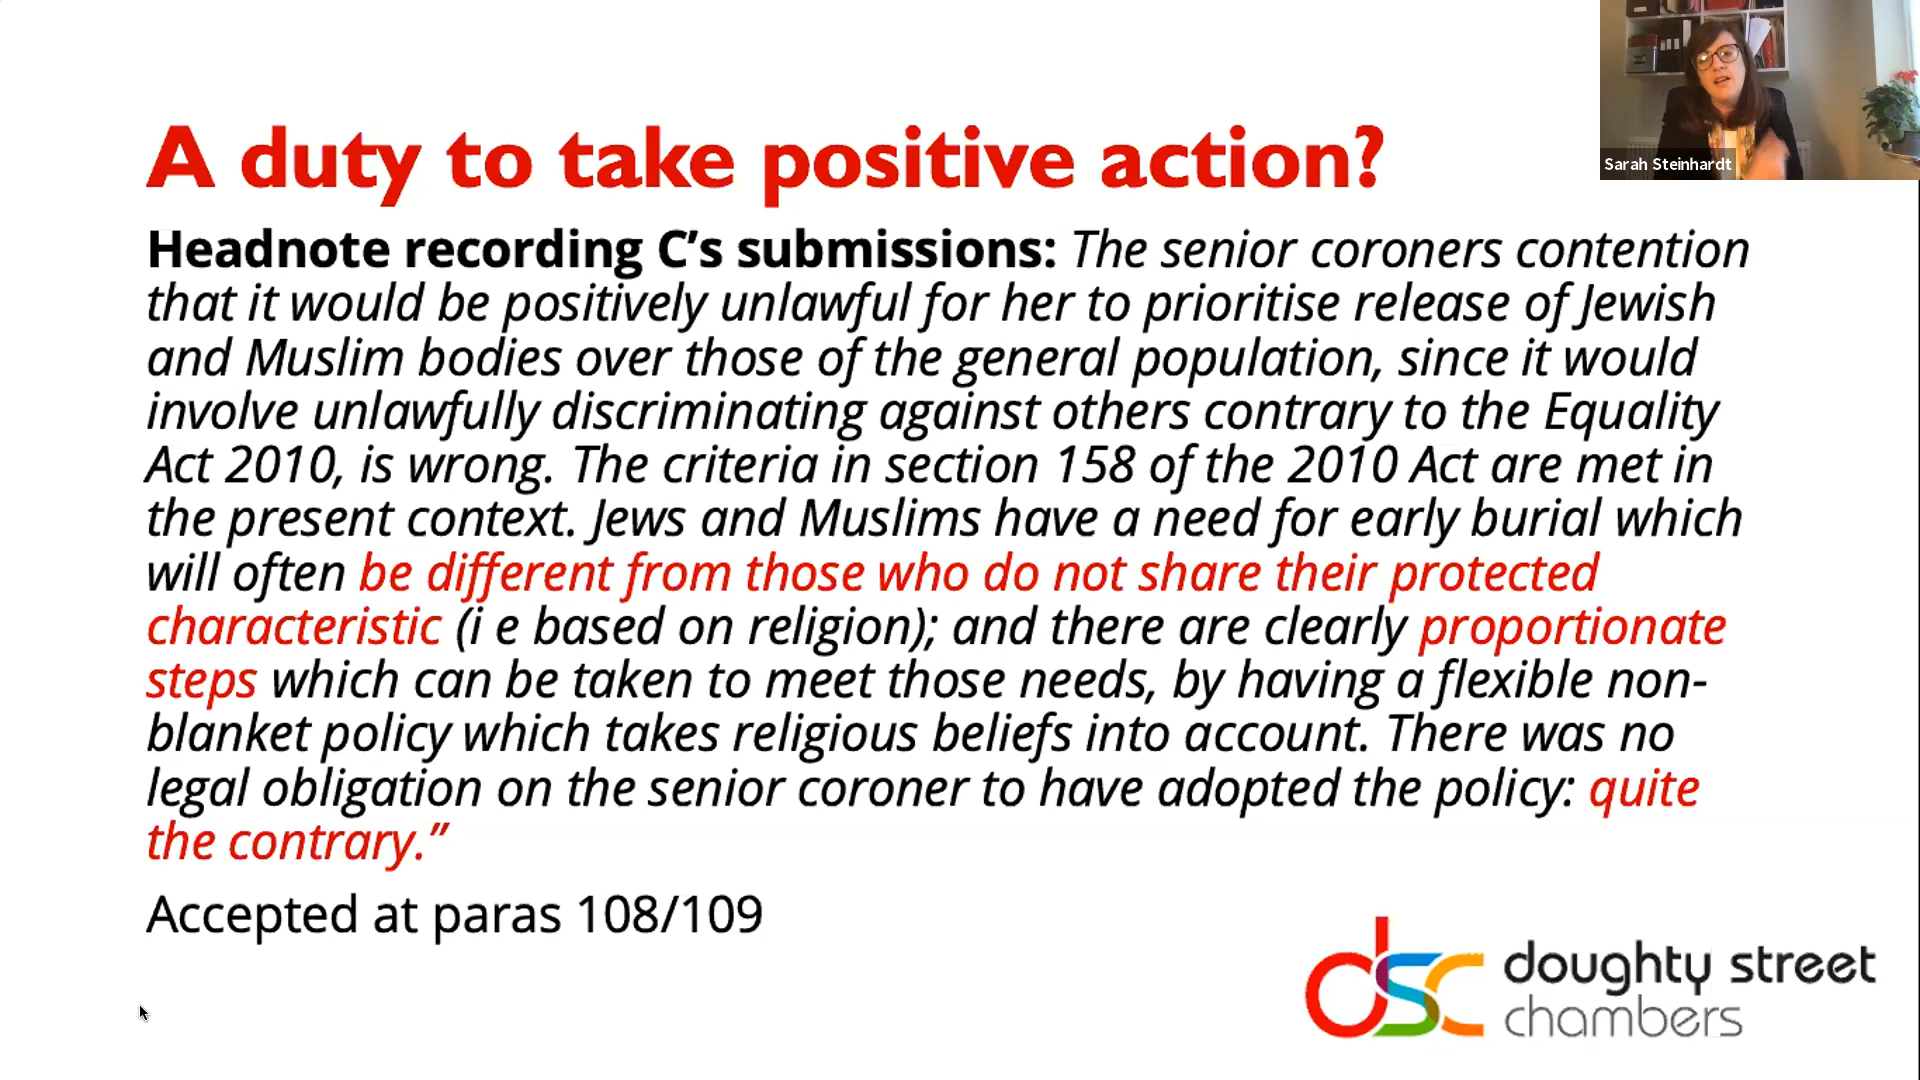 A duty to take positive action?
Headnote recording C’s submissions: The senior coroners contention
that it would be positively unlawful for her to prioritise release of Jewish
and Muslim bodies over those of the general population, since it would
involve unlawfully discriminating against others contrary to the Equality
Act 2010, is wrong. The criteria in section 158 of the 2010 Act are met in
the present context. Jews and Muslims have a need for early burial which
will often be different from those who do not share their protected
characteristic (i e based on religion); and there are clearly proportionate
steps which can be taken to meet those needs, by having a flexible non-
blanket policy which takes religious beliefs into account. There was no
legal obligation on the senior coroner to have adopted the policy: quite
the contrary.”
Accepted at paras 108/109
Sarah Steinhardt
dsc
doughty street
chambers